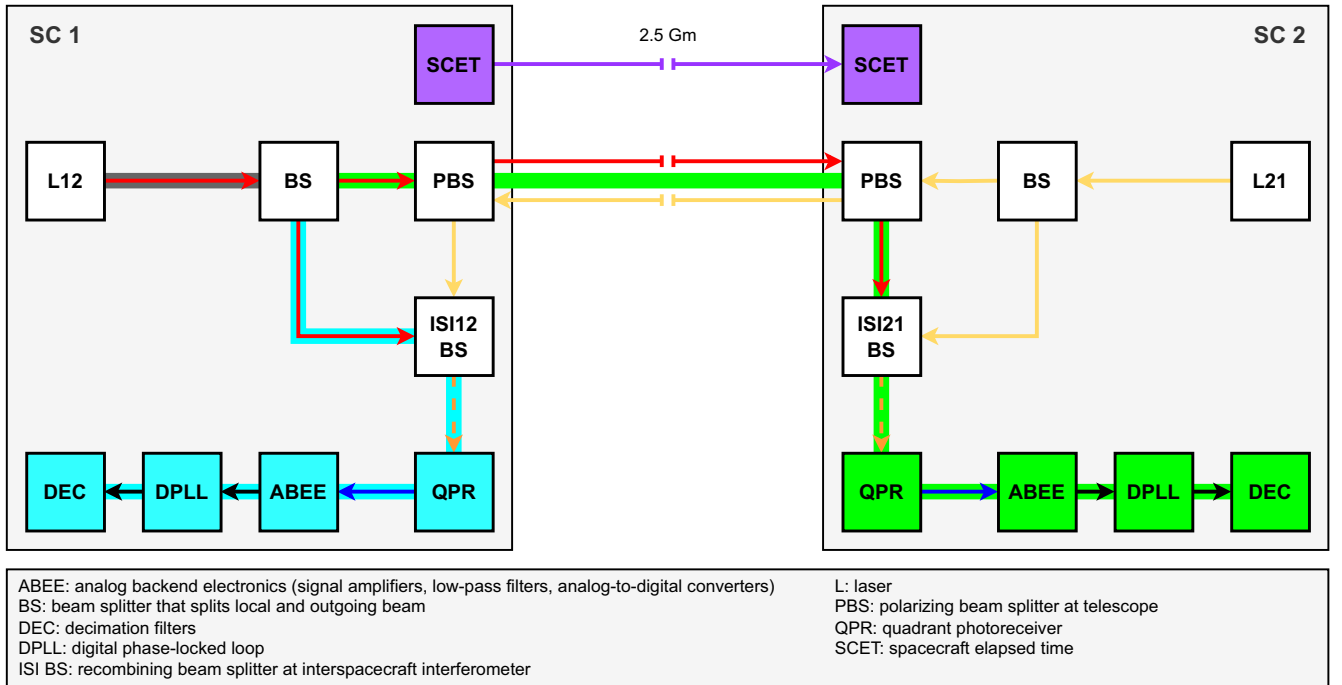 SC 1
2.5 Gm
SC 2
SCET
SCET
L12
BS
PBS
PBS
BS
L21
ISI12
BS
ISI21
BS
DEC
DPLL
ABEE
QPR
QPR
ABEE
DPLL
DEC
ABEE: analog backend electronics (signal amplifiers, low-pass filters, analog-to-digital converters)
BS: beam splitter that splits local and outgoing beam
DEC: decimation filters
DPLL: digital phase-locked loop
ISI BS: recombining beam splitter at interspacecraft interferometer
L: laser
PBS: polarizing beam splitter at telescope
QPR: quadrant photoreceiver
SCET: spacecraft elapsed time